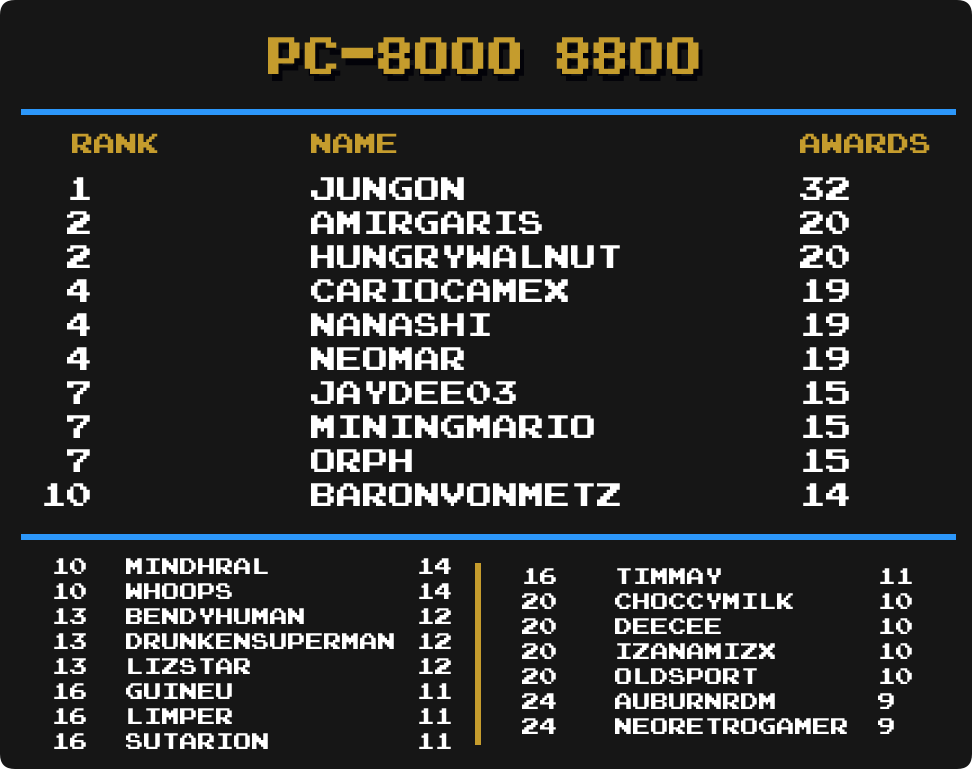 PC-8000 8800
RANK NAME AWARDS
1 JUNGON 32
2 AMIRGARIS 20
2 HUNGRYWALNUT 20
4 CARIOCAMEX 19
4 NANASHI 19
4 NEOMAR 19
7 JAYDEE03 15
7 MININGMARIO 15
7 ORPH 15
10 BARONVONMETZ 14
10 MINDHRAL 14
10 WHOOPS 14
13 BENDYHUMAN 12
13 DRUNKENSUPERMAN 12
13 LIZSTAR 12
16 GUINEU 11
16 LIMPER 11
16 SUTARION 11
16 TIMMAY 11
20 CHOCCYMILK 10
20 DEECEE 10
20 IZANAMIZX 10
20 OLDSPORT 10
24 AUBURNRDM 9
24 NEORETROGAMER 9